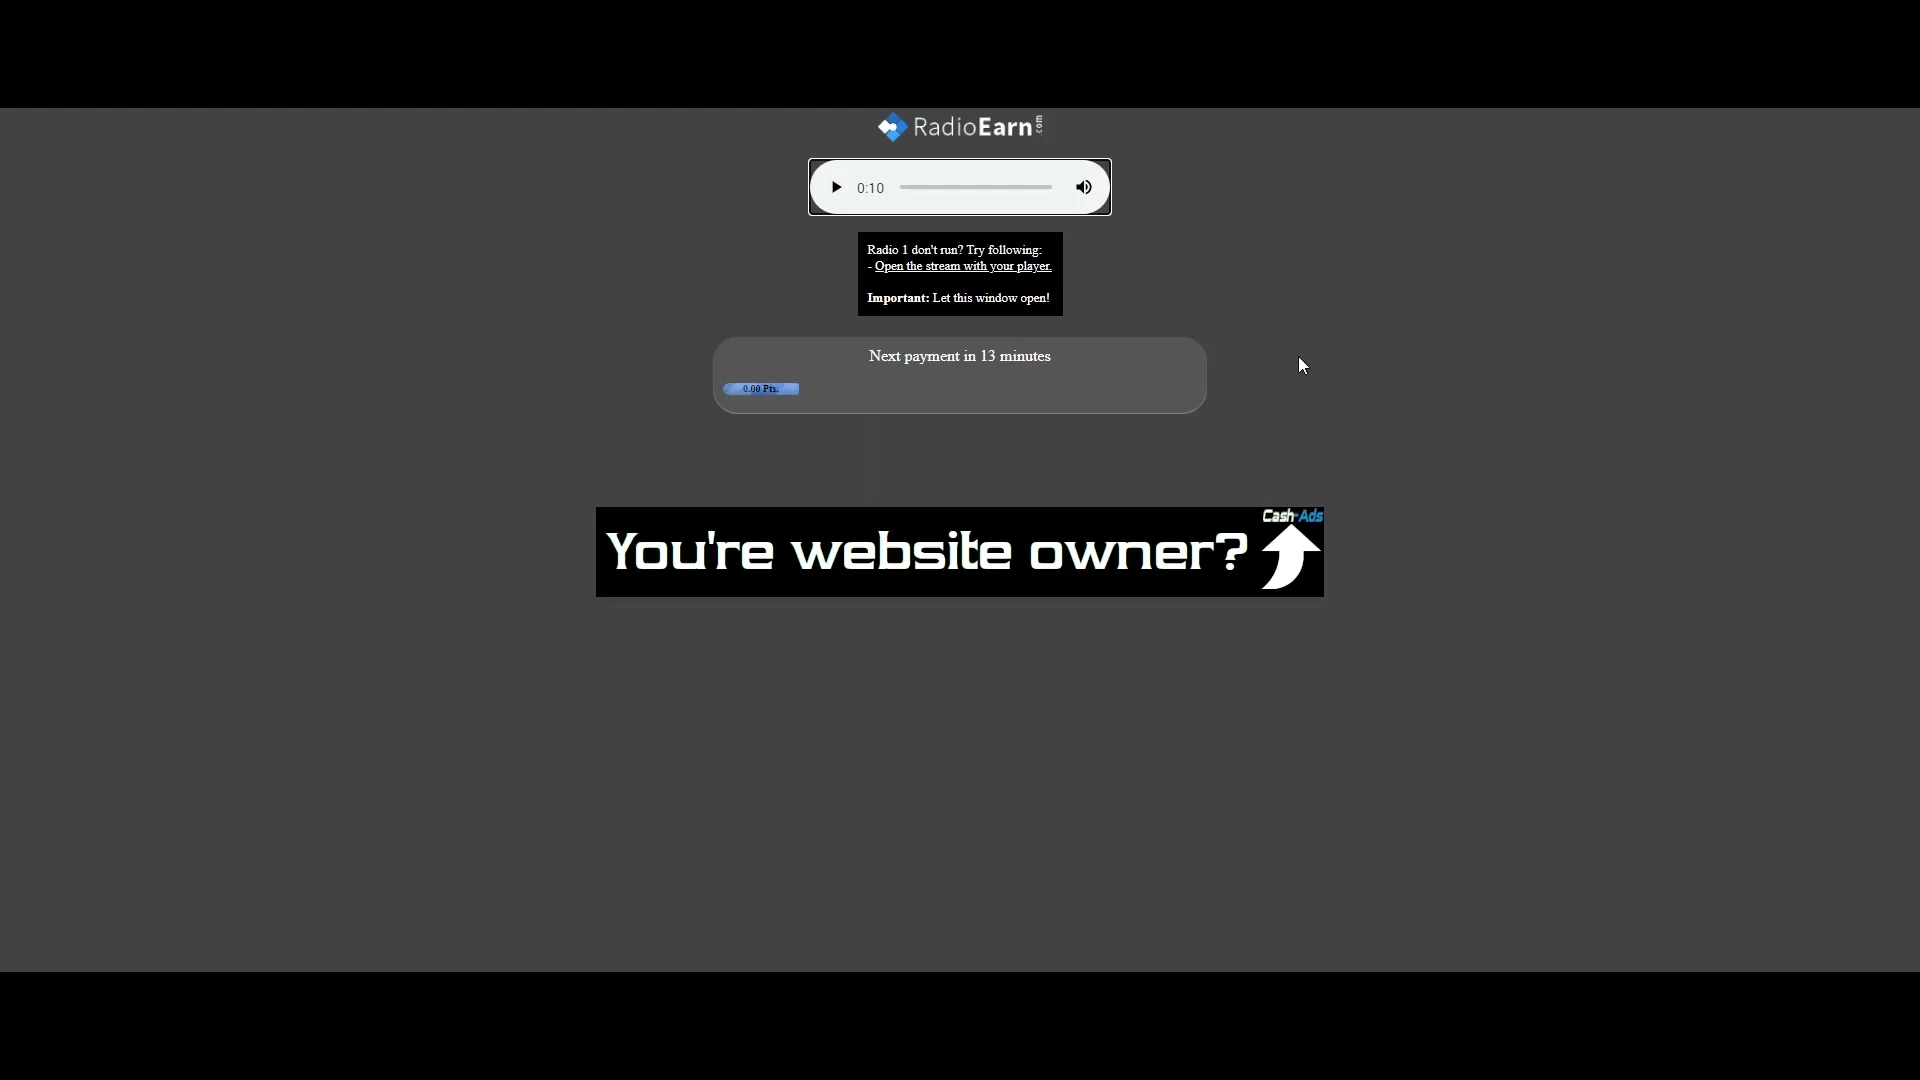 RadioEarn.com
0:10
Radio 1 don't run? Try following:
- Open the stream with your player.
Important: Let this window open!
Next payment in 13 minutes
0.00 Pts.
Cash-Ads
You're website owner?